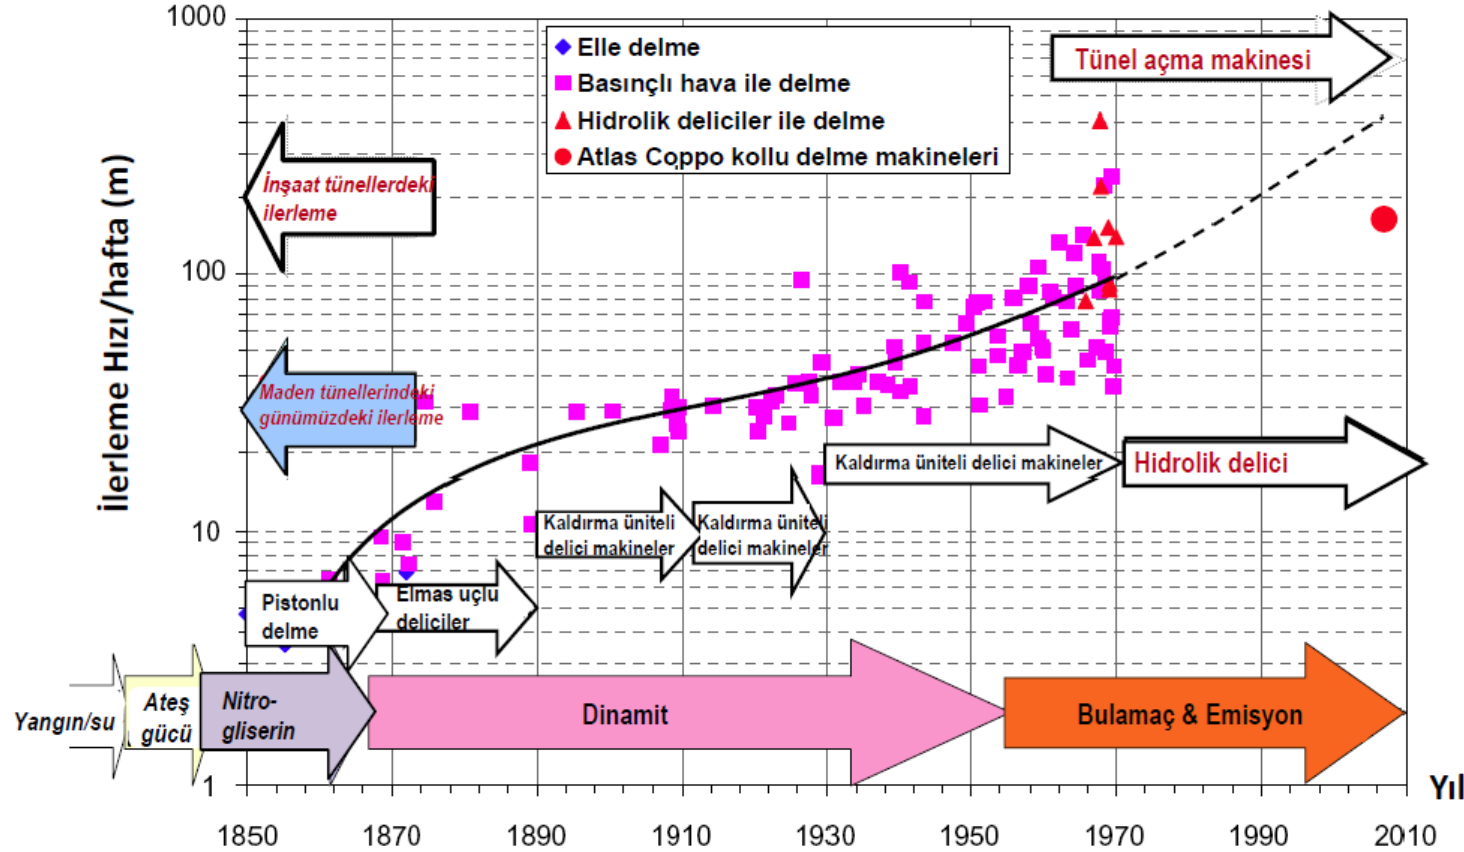 1000
100
10
1
İlerleme Hızı/hafta (m)
Elle delme
Basınçlı hava ile delme
Hidrolik deliciler ile delme
Atlas Coppo kollu delme makineleri
Tünel açma makinesi
İnşaat tünellerdeki
ilerleme
Maden tünellerindeki
günümüzdeki ilerleme
Kaldırma üniteli delici makineler
Hidrolik delici
Kaldırma üniteli
delici makineler
Kaldırma üniteli
delici makineler
Pistonlu
delme
Elmas uçlu
deliciler
Yangın/su
Ateş
gücü
Nitro-
gliserin
Dinamit
Bulamaç & Emisyon
Yıl
1850
1870
1890
1910
1930
1950
1970
1990
2010